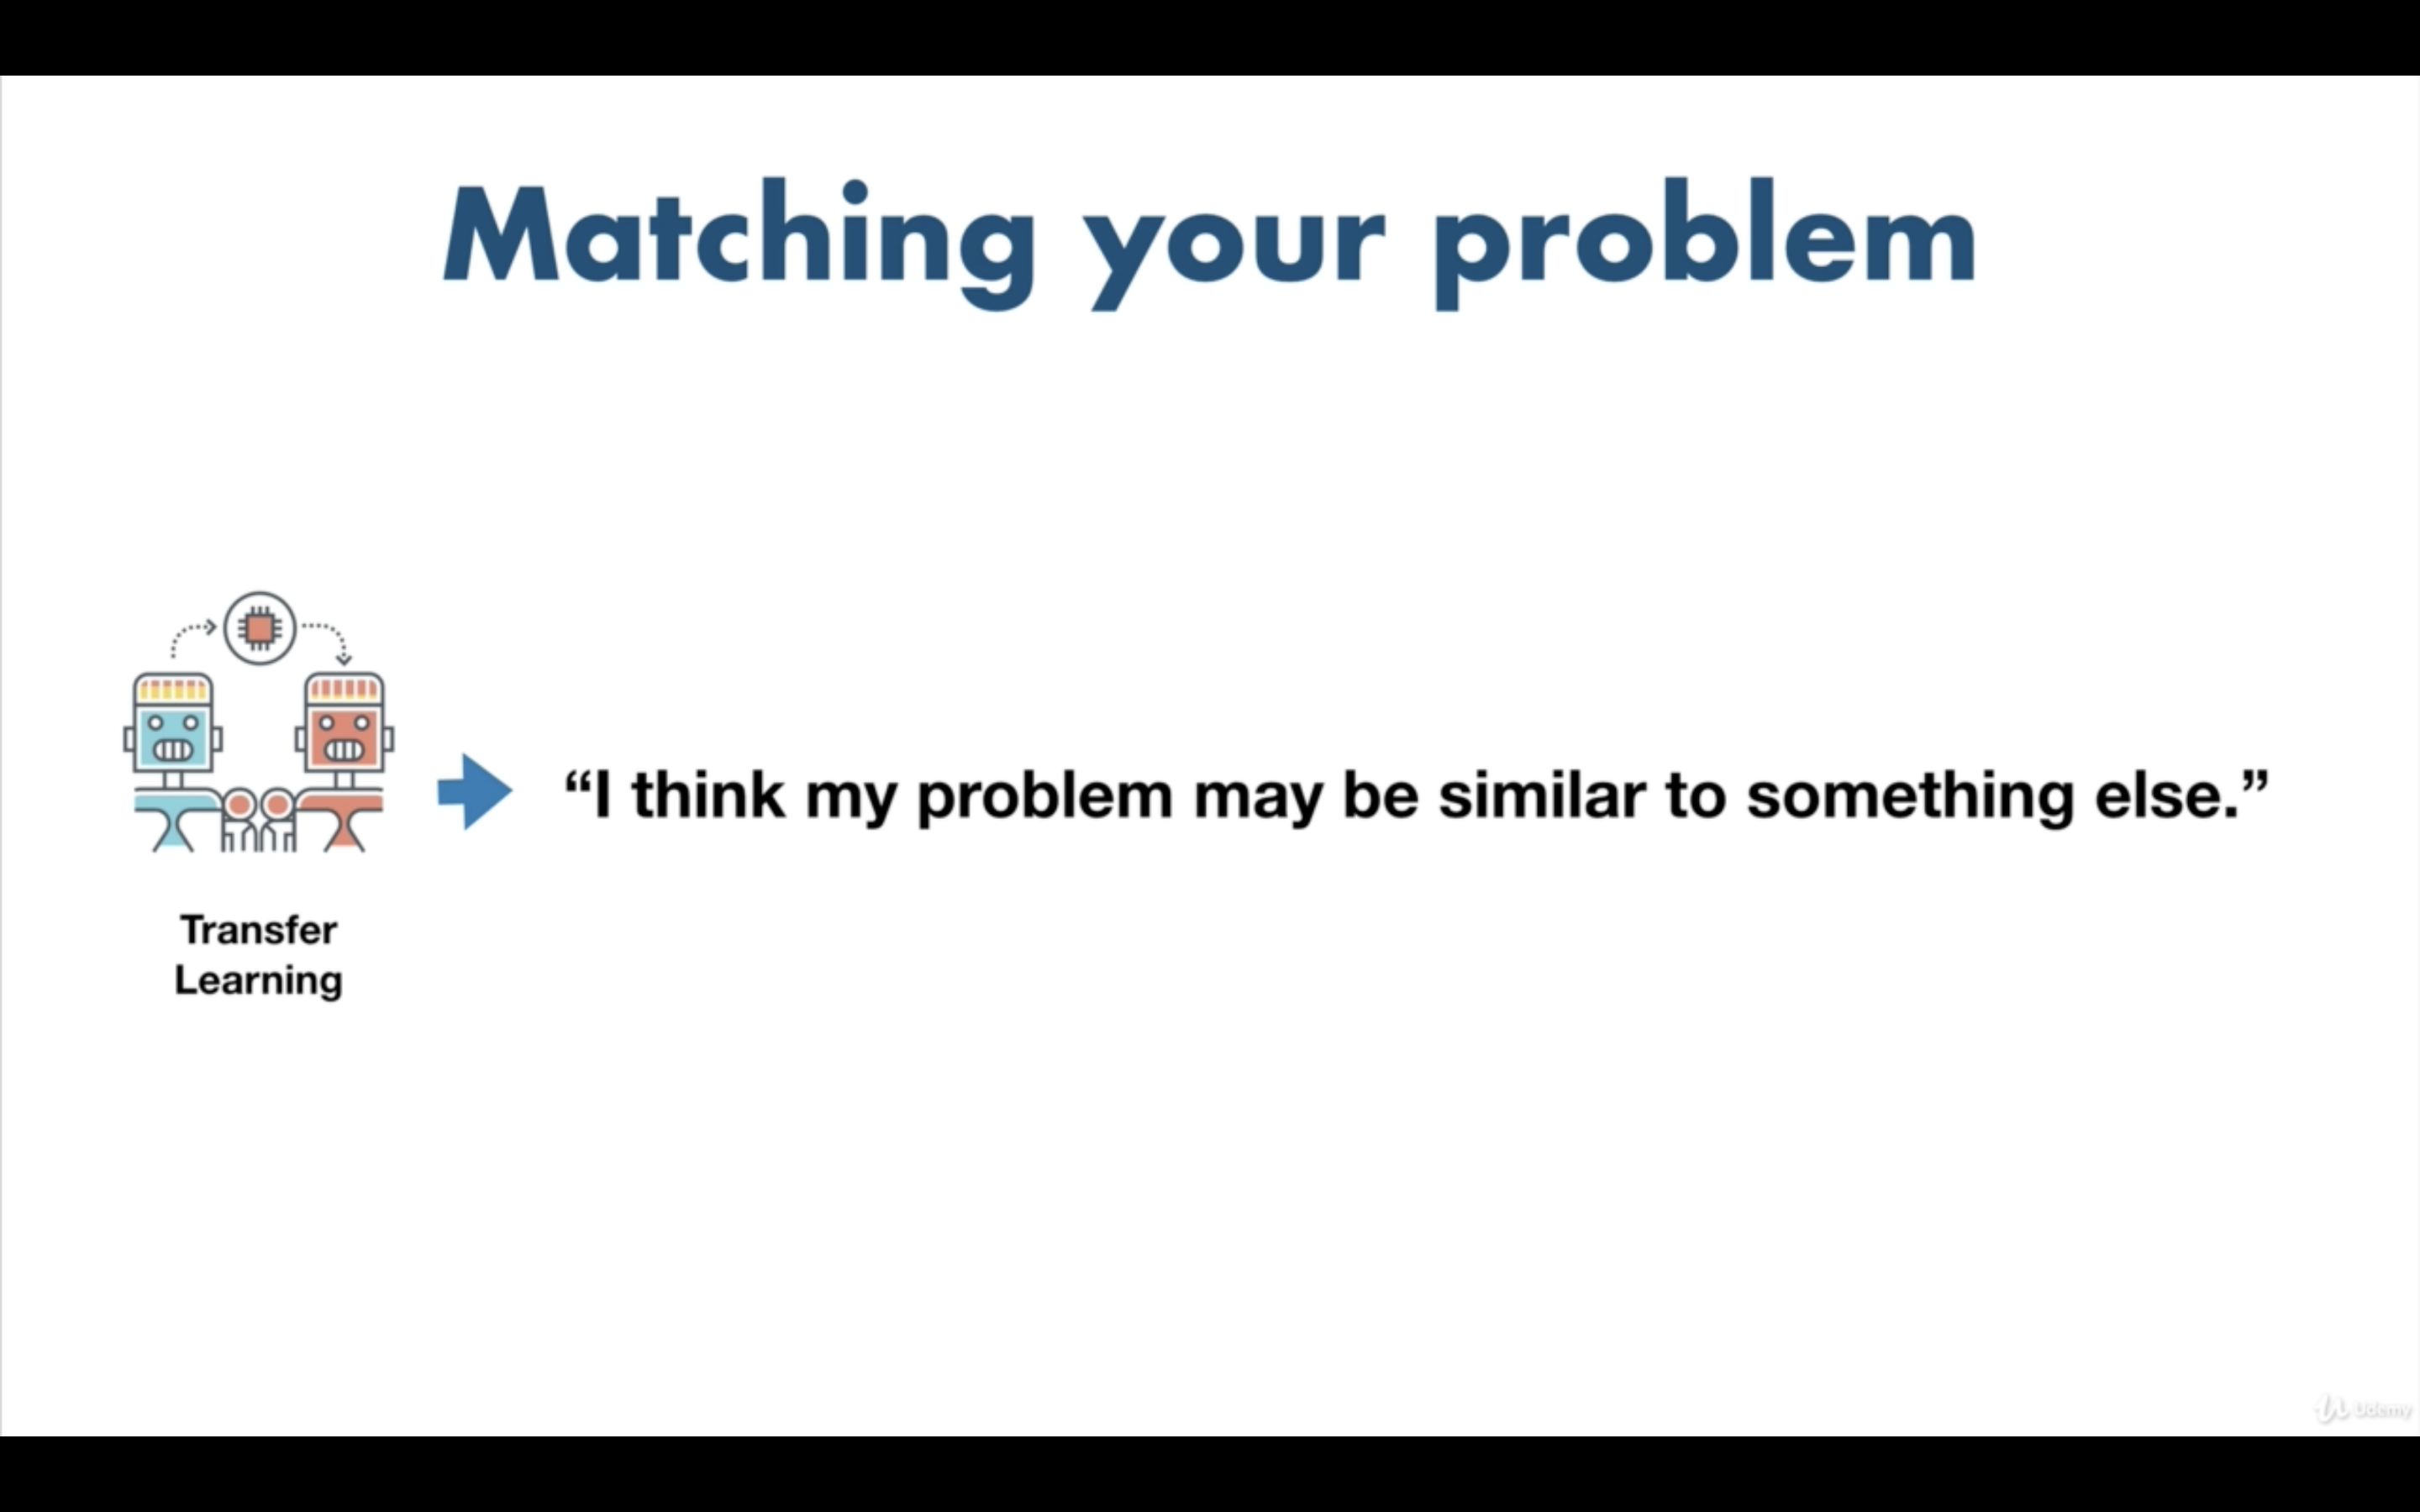 Matching your problem
“I think my problem may be similar to something else.”
Transfer
Learning
Udemy